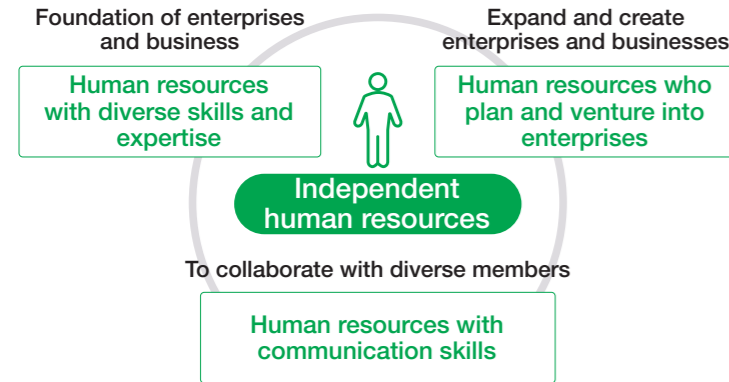 Foundation of enterprises
and business
Human resources
with diverse skills and
expertise
Expand and create
enterprises and businesses
Human resources who
plan and venture into
enterprises
Independent
human resources
To collaborate with diverse members
Human resources with
communication skills